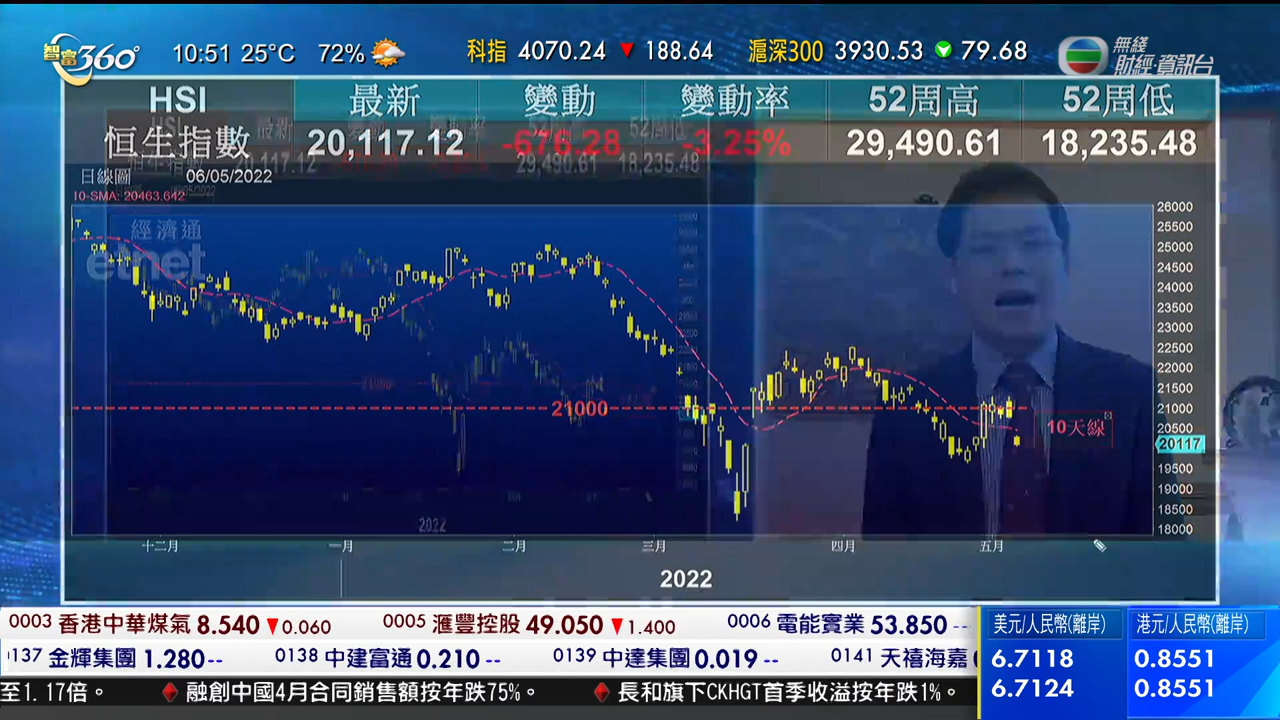 智富360°
10:51 25°C 72% 科指 4070.24 ▼ 188.64 滬深300 3930.53 79.68
無綫
財經·資訊台
HSI 最新 變動 變動率 52周高 52周低
恒生指數 20,117.12 -676.28 -3.25% 29,490.61 18,235.48
日線圖 06/05/2022
10-SMA: 20463.642
經濟通
etnet
26000
25500
25000
24500
24000
23500
23000
22500
22000
21500
21000
21000
20500
10天線
20117
19500
19000
18500
18000
十二月 一月 二月 三月 四月 五月
2022
0003 香港中華煤氣 8.540 ▼0.060 0005 滙豐控股 49.050 ▼1.400 0006 電能實業 53.850 --
137 金輝集團 1.280-- 0138 中建富通 0.210 -- 0139 中達集團 0.019 -- 0141 天禧海嘉
至1.17倍。 融創中國4月合同銷售額按年跌75%。 長和旗下CKHGT首季收溢按年跌1%。
美元/人民幣(離岸) 港元/人民幣(離岸)
6.7118 0.8551
6.7124 0.8551